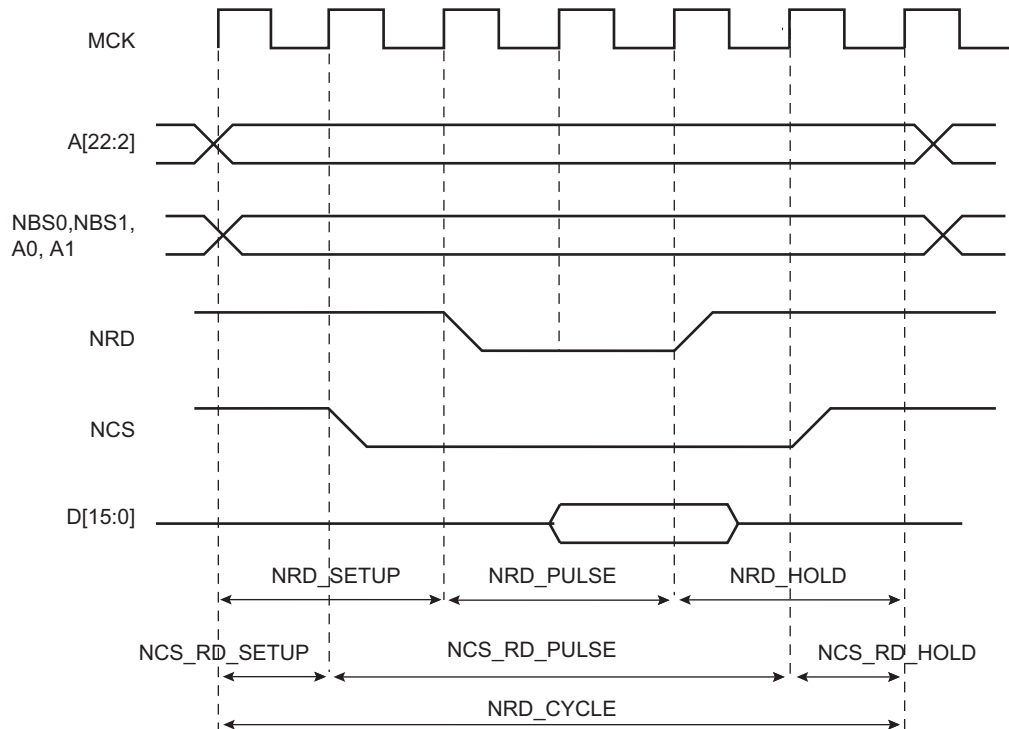 MCK
A[22:2]
NBS0,NBS1,
A0, A1
NRD
NCS
D[15:0]
NRD_SETUP
NRD_PULSE
NRD_HOLD
NCS_RD_SETUP
NCS_RD_PULSE
NCS_RD_HOLD
NRD_CYCLE